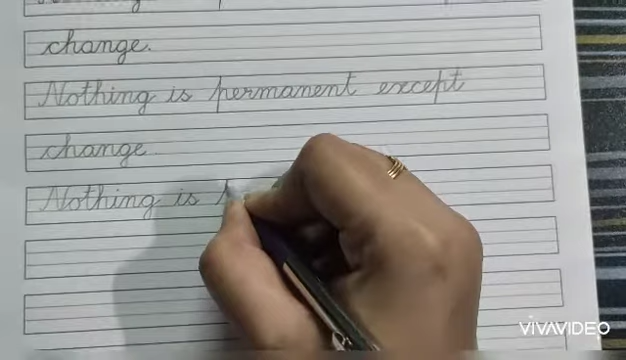 change.
Nothing is permanent except
change
Nothing is
VIVAVIDEO